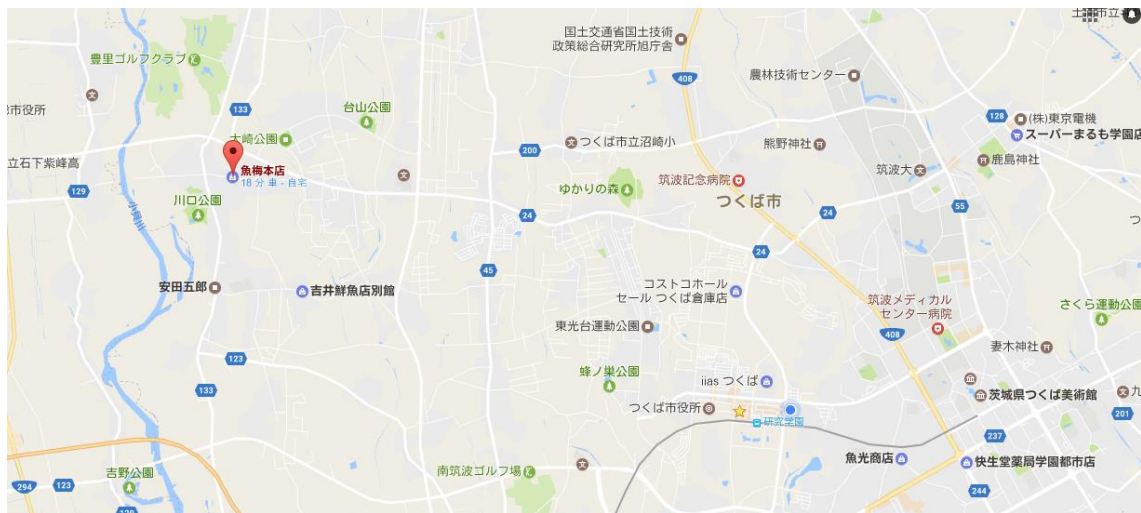 国土交通省国土技術
政策総合研究所旭庁舎
豊里ゴルフクラブ
408
農林技術センター
市役所
133
台山公園
128
(株)東京電機
スーパーまるも学園店
大崎公園
つくば市立沼崎小
熊野神社
200
立石下紫峰高
魚梅本店
18 分 車 - 自宅
筑波大
鹿島神社
129
ゆかりの森
筑波記念病院
つくば市
川口公園
24
24
55
つ
小貝川
24
45
安田五郎
吉井鮮魚店別館
コストコホール
セール つくば倉庫店
筑波メディカル
センター病院
さくら運動公園
東光台運動公園
408
妻木神社
123
133
蜂ノ巣公園
iias つくば
茨城県つくば美術館
九
つくば市役所
201
研究学園
237
吉野公園
南筑波ゴルフ場
魚光商店
快生堂薬局学園都市店
294
123
244